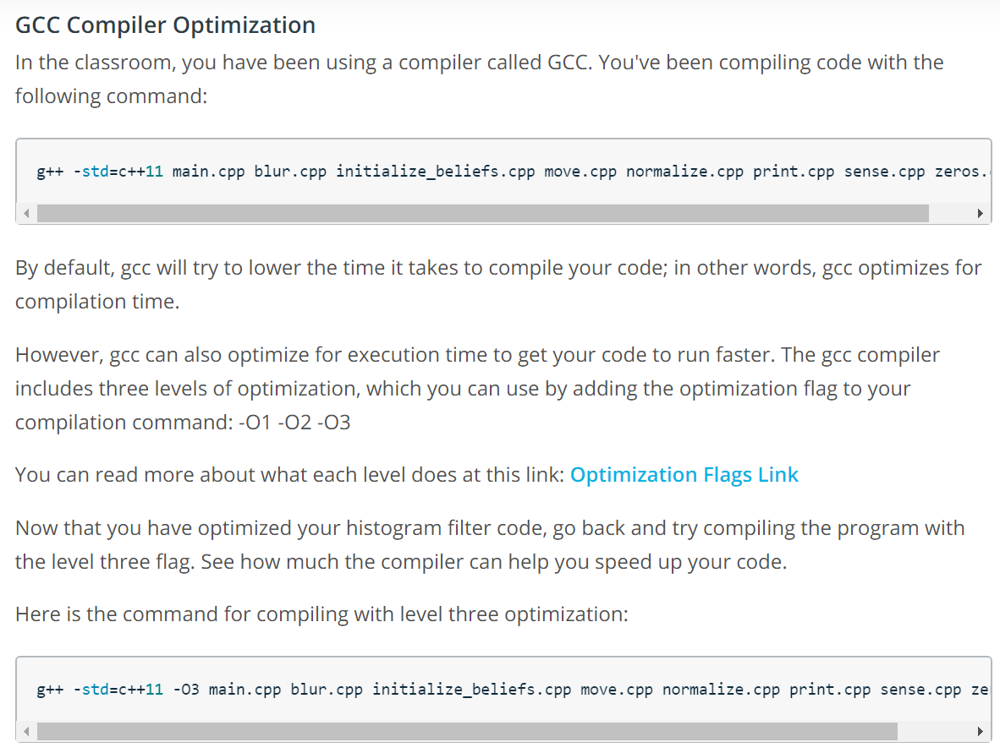 GCC Compiler Optimization
In the classroom, you have been using a compiler called GCC. You've been compiling code with the
following command:
g++ -std=c++11 main.cpp blur.cpp initialize_beliefs.cpp move.cpp normalize.cpp print.cpp sense.cpp zeros.
By default, gcc will try to lower the time it takes to compile your code; in other words, gcc optimizes for
compilation time.
However, gcc can also optimize for execution time to get your code to run faster. The gcc compiler
includes three levels of optimization, which you can use by adding the optimization flag to your
compilation command: -O1 -O2 -O3
You can read more about what each level does at this link: Optimization Flags Link
Now that you have optimized your histogram filter code, go back and try compiling the program with
the level three flag. See how much the compiler can help you speed up your code.
Here is the command for compiling with level three optimization:
g++ -std=c++11 -O3 main.cpp blur.cpp initialize_beliefs.cpp move.cpp normalize.cpp print.cpp sense.cpp ze